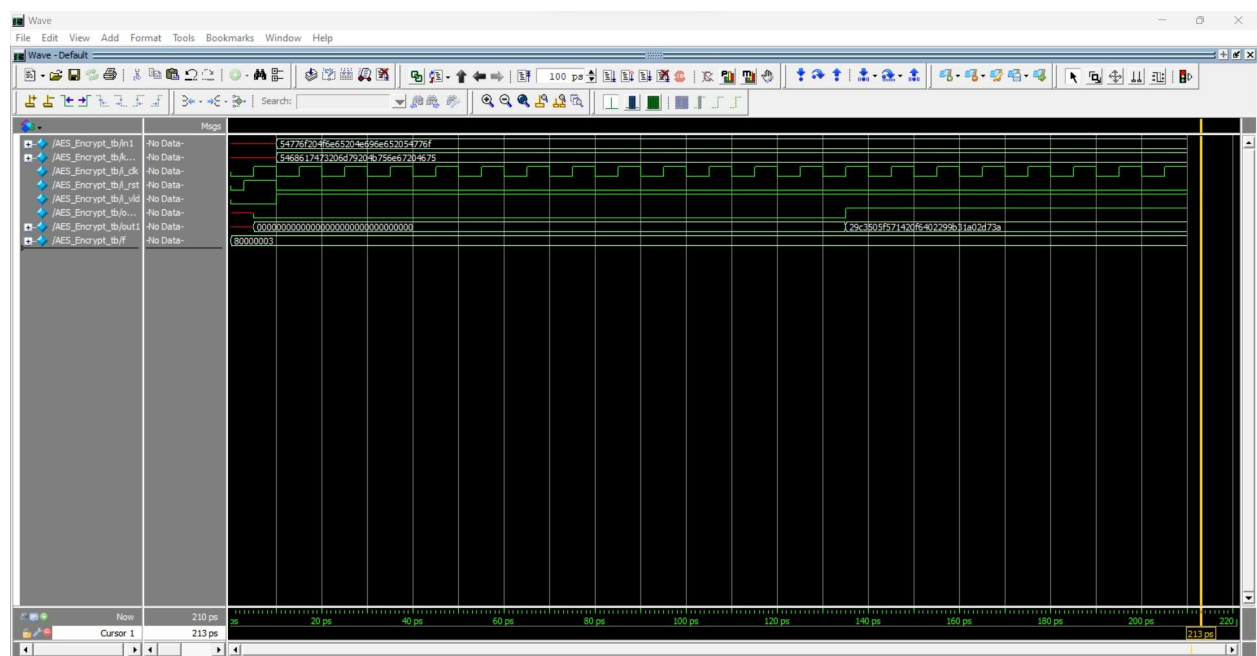 Wave
File Edit View Add Format Tools Bookmarks Window Help
Wave - Default
100 ps
Search:
Msgs
/AES_Encrypt_tb/in1 -No Data- 54776f204f6e65204e696e652054776f
/AES_Encrypt_tb/k... -No Data- 5468617473206d79204b756e67204675
/AES_Encrypt_tb/i_clk -No Data-
/AES_Encrypt_tb/i_rst -No Data-
/AES_Encrypt_tb/i_vld -No Data-
/AES_Encrypt_tb/o... -No Data-
/AES_Encrypt_tb/out1 -No Data- 00000000000000000000000000000000 29c3505f571420f6402299b31a02d73a
/AES_Encrypt_tb/f -No Data- 80000003
Now 210 ps ps 20 ps 40 ps 60 ps 80 ps 100 ps 120 ps 140 ps 160 ps 180 ps 200 ps 220
Cursor 1 213 ps 213 ps